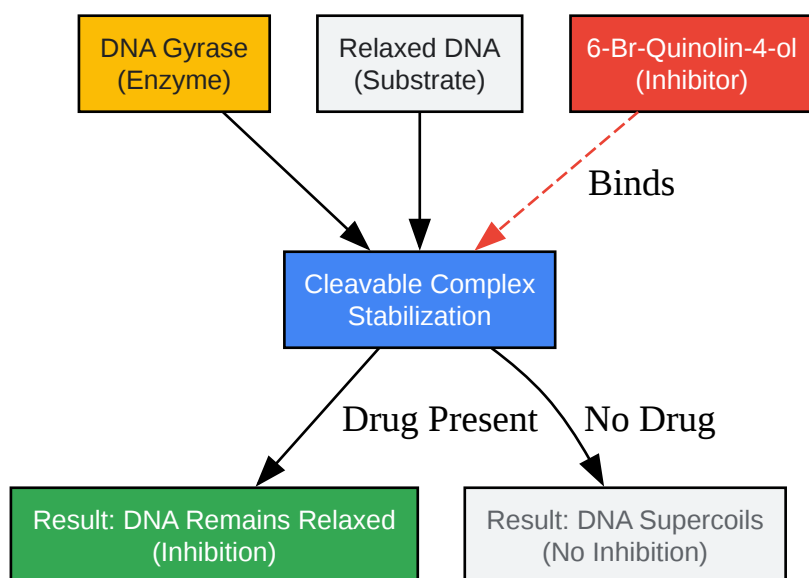 DNA Gyrase
(Enzyme)
Relaxed DNA
(Substrate)
6-Br-Quinolin-4-ol
(Inhibitor)
Binds
Cleavable Complex
Stabilization
Drug Present
No Drug
Result: DNA Remains Relaxed
(Inhibition)
Result: DNA Supercoils
(No Inhibition)